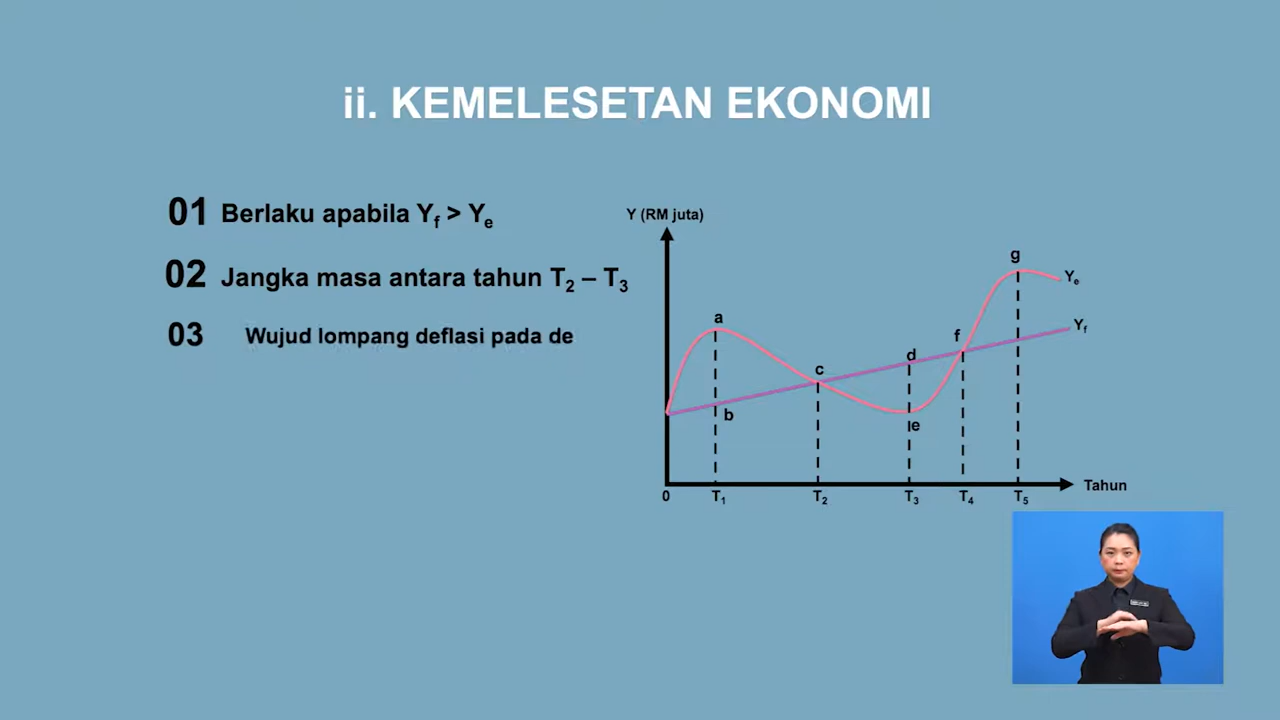 ii. KEMELESETAN EKONOMI
01 Berlaku apabila Yf > Ye
02 Jangka masa antara tahun T2 – T3
03 Wujud lompang deflasi pada de
Y (RM juta)
g
Ye
a
Yf
f
d
c
b
e
0 T1 T2 T3 T4 T5
Tahun